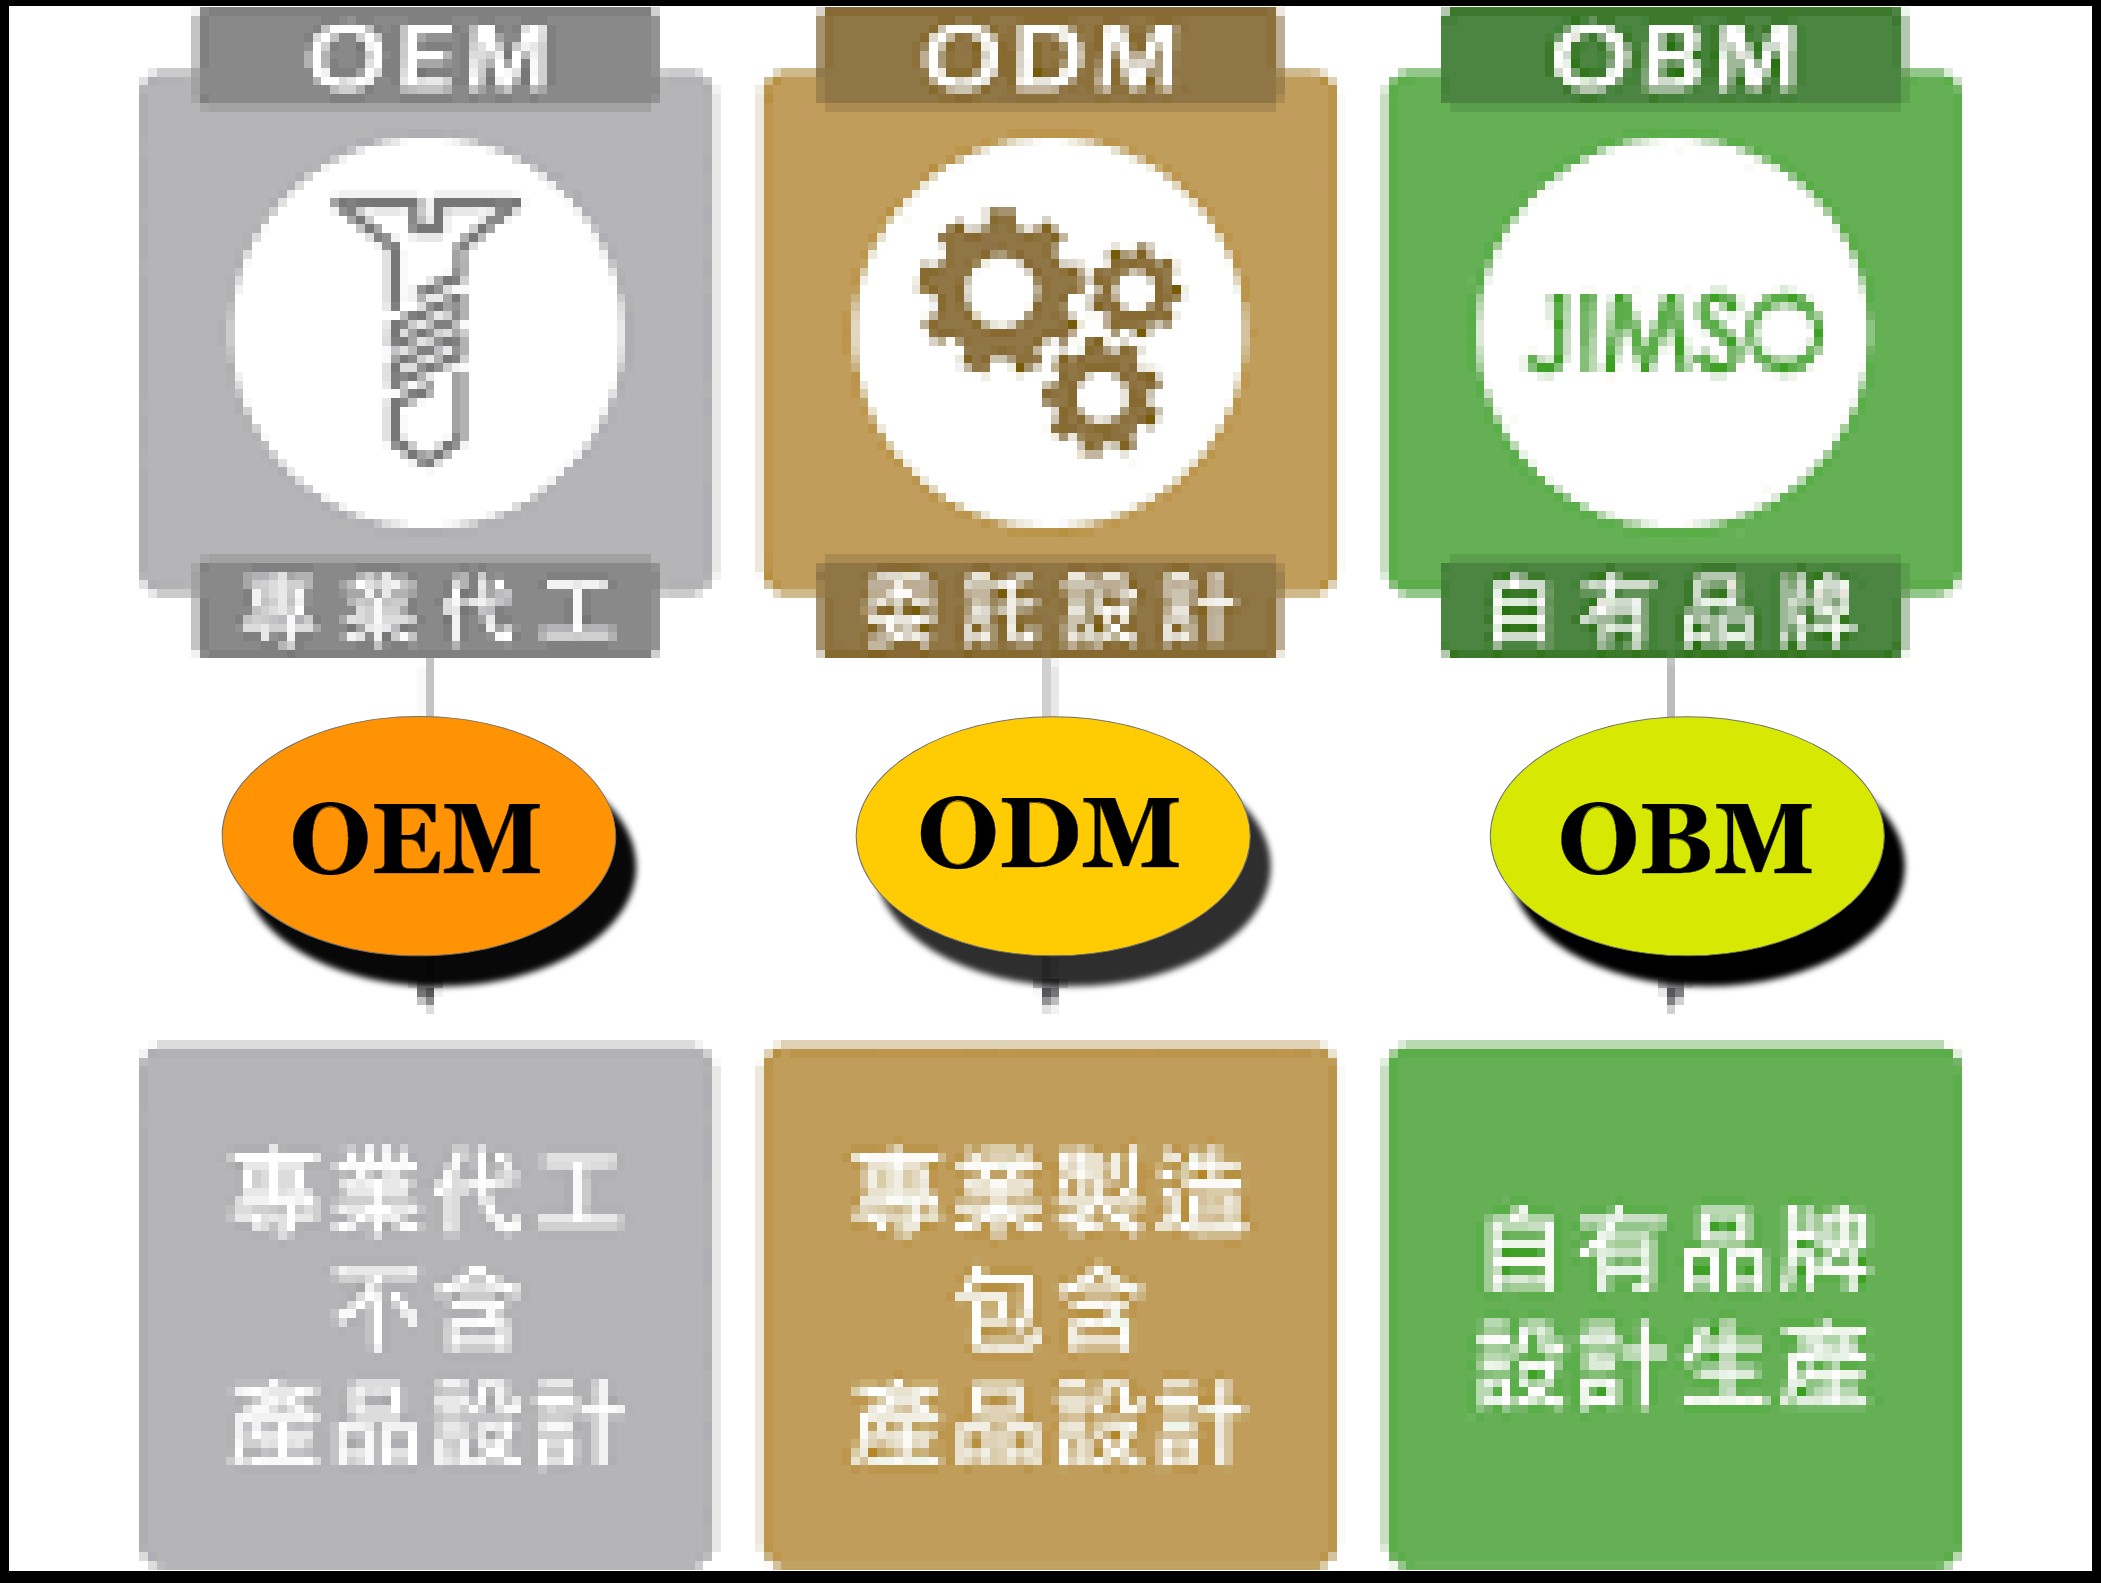 OEM
ODM
OBM
JIMSO
專業代工
委託設計
自有品牌
OEM
ODM
OBM
專業代工
不含
產品設計
專業製造
包含
產品設計
自有品牌
設計生產